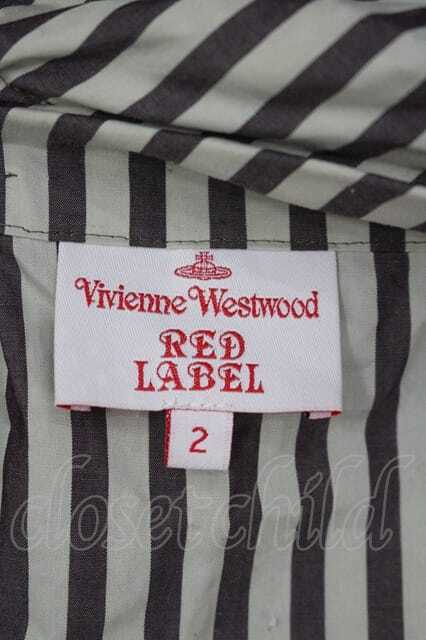 Vivienne Westwood
RED
LABEL
2
closetchild